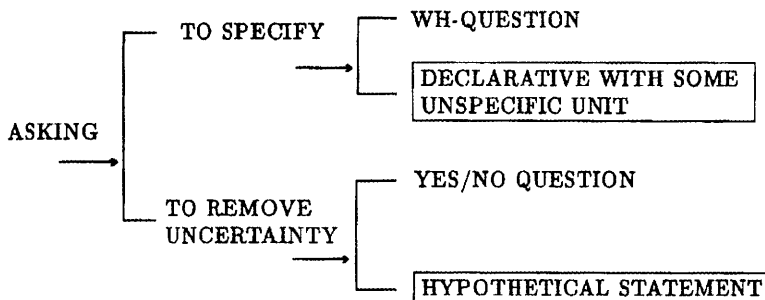 TO SPECIFY
WH-QUESTION
DECLARATIVE WITH SOME
UNSPECIFIC UNIT
ASKING
TO REMOVE
UNCERTAINTY
YES/NO QUESTION
HYPOTHETICAL STATEMENT